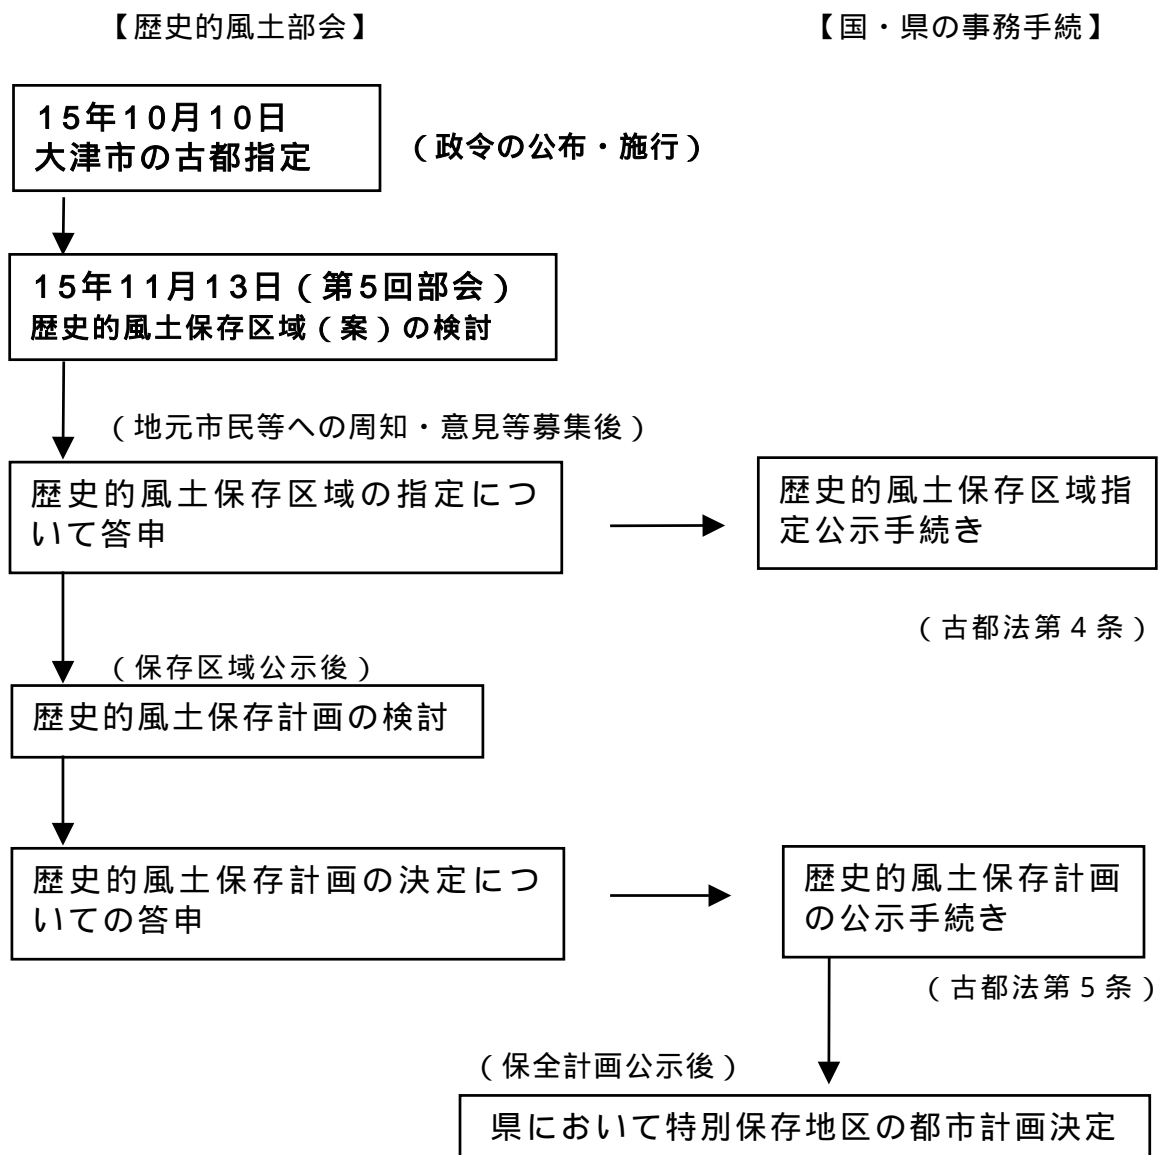 【歴史的風土部会】
【国・県の事務手続】
15年10月10日
大津市の古都指定
（政令の公布・施行）
15年11月13日（第5回部会）
歴史的風土保存区域（案）の検討
（地元市民等への周知・意見等募集後）
歴史的風土保存区域の指定につ
いて答申
歴史的風土保存区域指
定公示手続き
（古都法第４条）
（保存区域公示後）
歴史的風土保存計画の検討
歴史的風土保存計画の決定につ
いての答申
歴史的風土保存計画
の公示手続き
（古都法第５条）
（保全計画公示後）
県において特別保存地区の都市計画決定